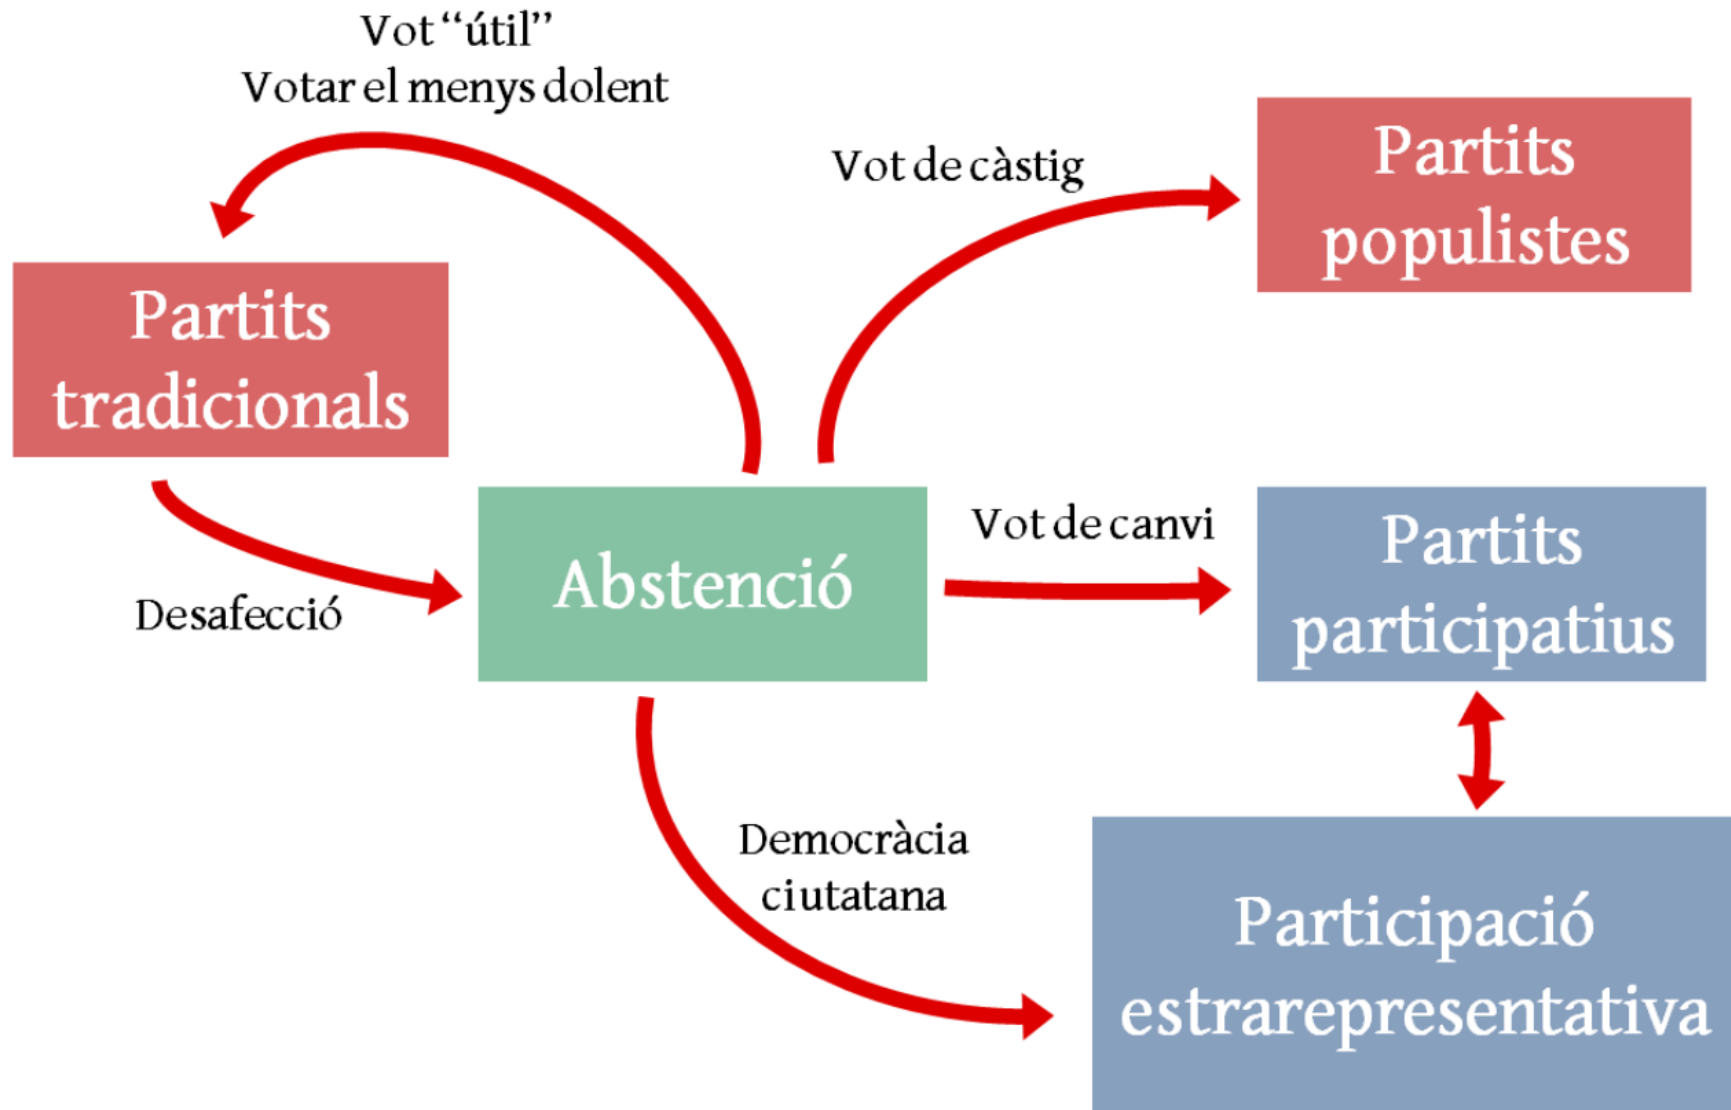 Vot “útil”
Votar el menys dolent
Partits
populistes
Vot de càstig
Partits
tradicionals
Vot de canvi
Partits
participatius
Abstenció
Desafecció
Democràcia
ciutatana
Participació
estrarepresentativa